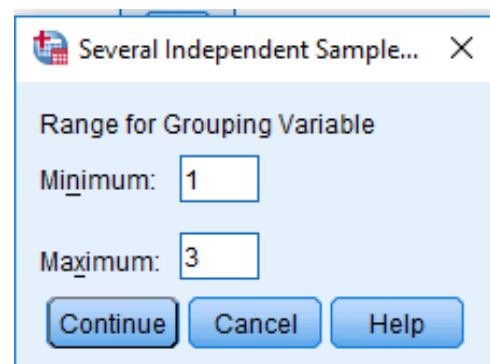 Several Independent Sample...
Range for Grouping Variable
Minimum: 1
Maximum: 3
Continue Cancel Help